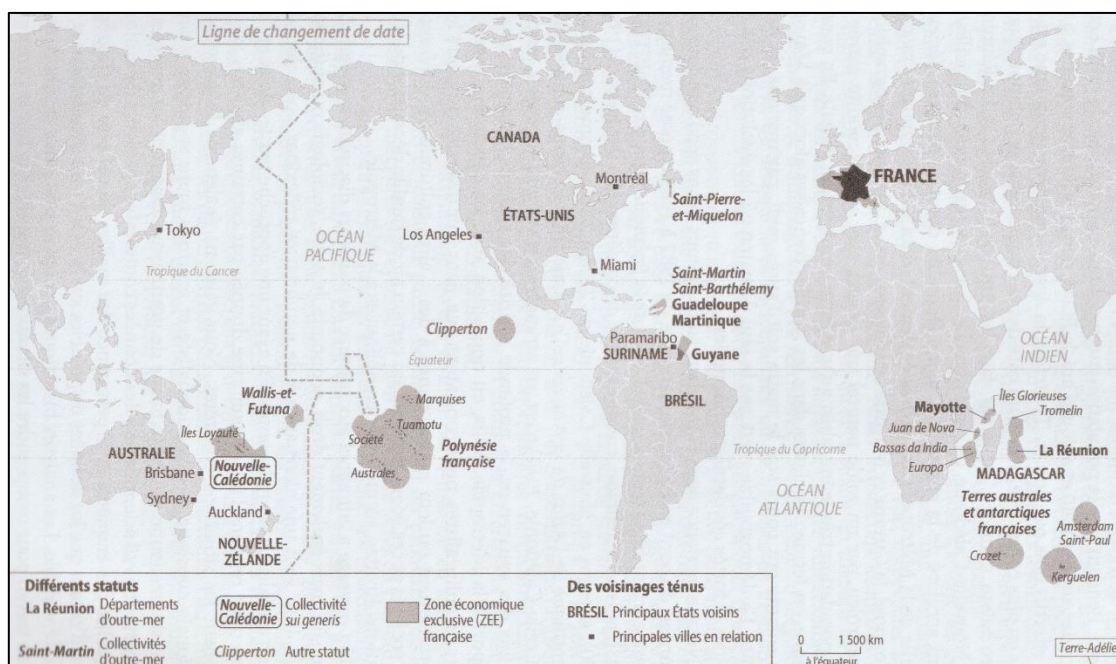 Ligne de changement de date
CANADA
Montréal
Saint-Pierre-
et-Miquelon
FRANCE
ÉTATS-UNIS
Tokyo
OCÉAN
PACIFIQUE
Los Angeles
Tropique du Cancer
Miami
Saint-Martin
Saint-Barthélemy
Guadeloupe
Martinique
Clipperton
Paramaribo
SURINAME
Guyane
Équateur
OCÉAN
INDIEN
Wallis-et-
Futuna
Marquises
BRÉSIL
Mayotte
Îles Glorieuses
Tromelin
Îles Loyauté
Tuamotu
Société
Juan de Nova
AUSTRALIE
Polynésie
française
Tropique du Capricorne
Bassas da India
La Réunion
Brisbane
Nouvelle-
Calédonie
Australes
Europa
MADAGASCAR
Sydney
Auckland
OCÉAN
ATLANTIQUE
Terres australes
et antarctiques
françaises
Amsterdam
Saint-Paul
NOUVELLE-
ZÉLANDE
Crozet
Kerguelen
Différents statuts
La Réunion Départements
d'outre-mer
Saint-Martin Collectivités
d'outre-mer
Nouvelle-
Calédonie
Collectivité
sui generis
Clipperton Autre statut
Zone économique
exclusive (ZEE)
française
Des voisinages ténus
BRÉSIL Principaux États voisins
Principales villes en relation
0 1 500 km
à l'équateur
Terre-Adélie